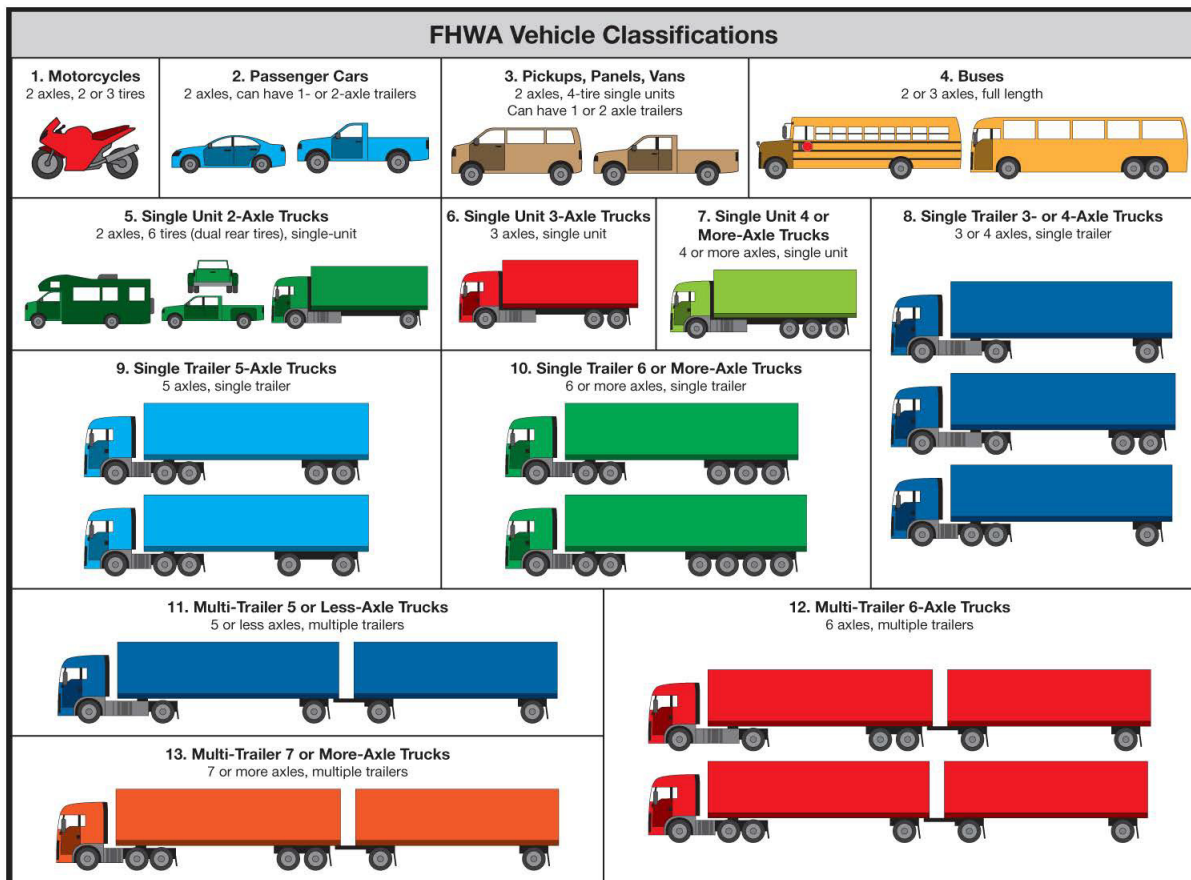 FHWA Vehicle Classifications
1. Motorcycles
2 axles, 2 or 3 tires
2. Passenger Cars
2 axles, can have 1- or 2-axle trailers
3. Pickups, Panels, Vans
2 axles, 4-tire single units
Can have 1 or 2 axle trailers
4. Buses
2 or 3 axles, full length
5. Single Unit 2-Axle Trucks
2 axles, 6 tires (dual rear tires), single-unit
6. Single Unit 3-Axle Trucks
3 axles, single unit
7. Single Unit 4 or
More-Axle Trucks
4 or more axles, single unit
8. Single Trailer 3- or 4-Axle Trucks
3 or 4 axles, single trailer
9. Single Trailer 5-Axle Trucks
5 axles, single trailer
10. Single Trailer 6 or More-Axle Trucks
6 or more axles, single trailer
11. Multi-Trailer 5 or Less-Axle Trucks
5 or less axles, multiple trailers
12. Multi-Trailer 6-Axle Trucks
6 axles, multiple trailers
13. Multi-Trailer 7 or More-Axle Trucks
7 or more axles, multiple trailers